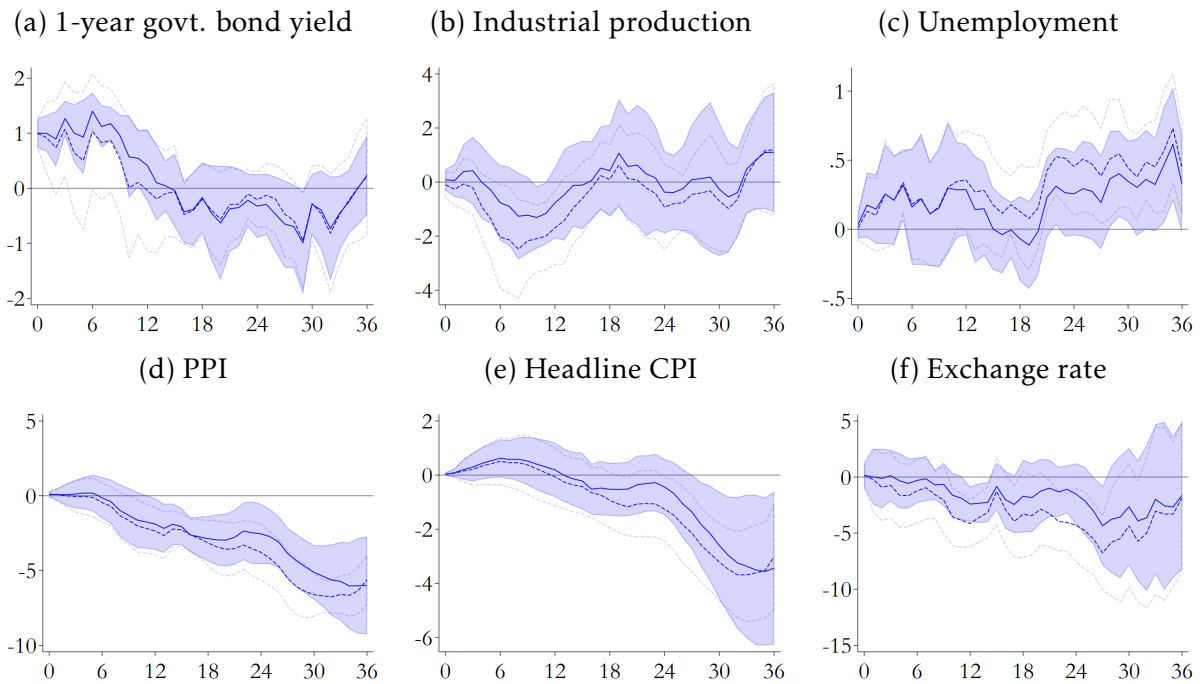 (a) 1-year govt. bond yield
(b) Industrial production
(c) Unemployment
2
1
0
-1
-2
0 6 12 18 24 30 36
4
2
0
-2
-4
0 6 12 18 24 30 36
1
.5
0
-.5
0 6 12 18 24 30 36
(d) PPI
(e) Headline CPI
(f) Exchange rate
5
0
-5
-10
0 6 12 18 24 30 36
2
0
-2
-4
-6
0 6 12 18 24 30 36
5
0
-5
-10
-15
0 6 12 18 24 30 36